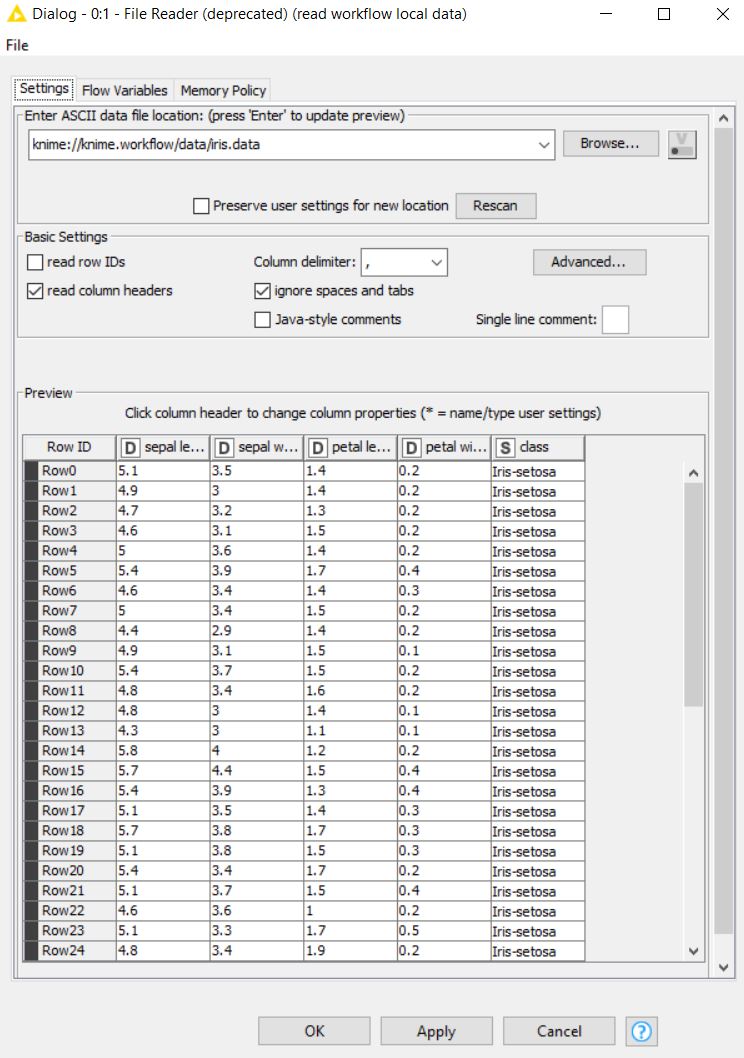 Dialog - 0:1 - File Reader (deprecated) (read workflow local data)
File
Settings Flow Variables Memory Policy
Enter ASCII data file location: (press 'Enter' to update preview)
knime://knime.workflow/data/iris.data Browse... V
Preserve user settings for new location Rescan
Basic Settings
read row IDs Column delimiter: , Advanced...
read column headers ignore spaces and tabs
Java-style comments Single line comment:
Preview
Click column header to change column properties (* = name/type user settings)
Row ID D sepal le... D sepal w... D petal le... D petal wi... S class
Row0 5.1 3.5 1.4 0.2 Iris-setosa
Row1 4.9 3 1.4 0.2 Iris-setosa
Row2 4.7 3.2 1.3 0.2 Iris-setosa
Row3 4.6 3.1 1.5 0.2 Iris-setosa
Row4 5 3.6 1.4 0.2 Iris-setosa
Row5 5.4 3.9 1.7 0.4 Iris-setosa
Row6 4.6 3.4 1.4 0.3 Iris-setosa
Row7 5 3.4 1.5 0.2 Iris-setosa
Row8 4.4 2.9 1.4 0.2 Iris-setosa
Row9 4.9 3.1 1.5 0.1 Iris-setosa
Row10 5.4 3.7 1.5 0.2 Iris-setosa
Row11 4.8 3.4 1.6 0.2 Iris-setosa
Row12 4.8 3 1.4 0.1 Iris-setosa
Row13 4.3 3 1.1 0.1 Iris-setosa
Row14 5.8 4 1.2 0.2 Iris-setosa
Row15 5.7 4.4 1.5 0.4 Iris-setosa
Row16 5.4 3.9 1.3 0.4 Iris-setosa
Row17 5.1 3.5 1.4 0.3 Iris-setosa
Row18 5.7 3.8 1.7 0.3 Iris-setosa
Row19 5.1 3.8 1.5 0.3 Iris-setosa
Row20 5.4 3.4 1.7 0.2 Iris-setosa
Row21 5.1 3.7 1.5 0.4 Iris-setosa
Row22 4.6 3.6 1 0.2 Iris-setosa
Row23 5.1 3.3 1.7 0.5 Iris-setosa
Row24 4.8 3.4 1.9 0.2 Iris-setosa
OK Apply Cancel ?